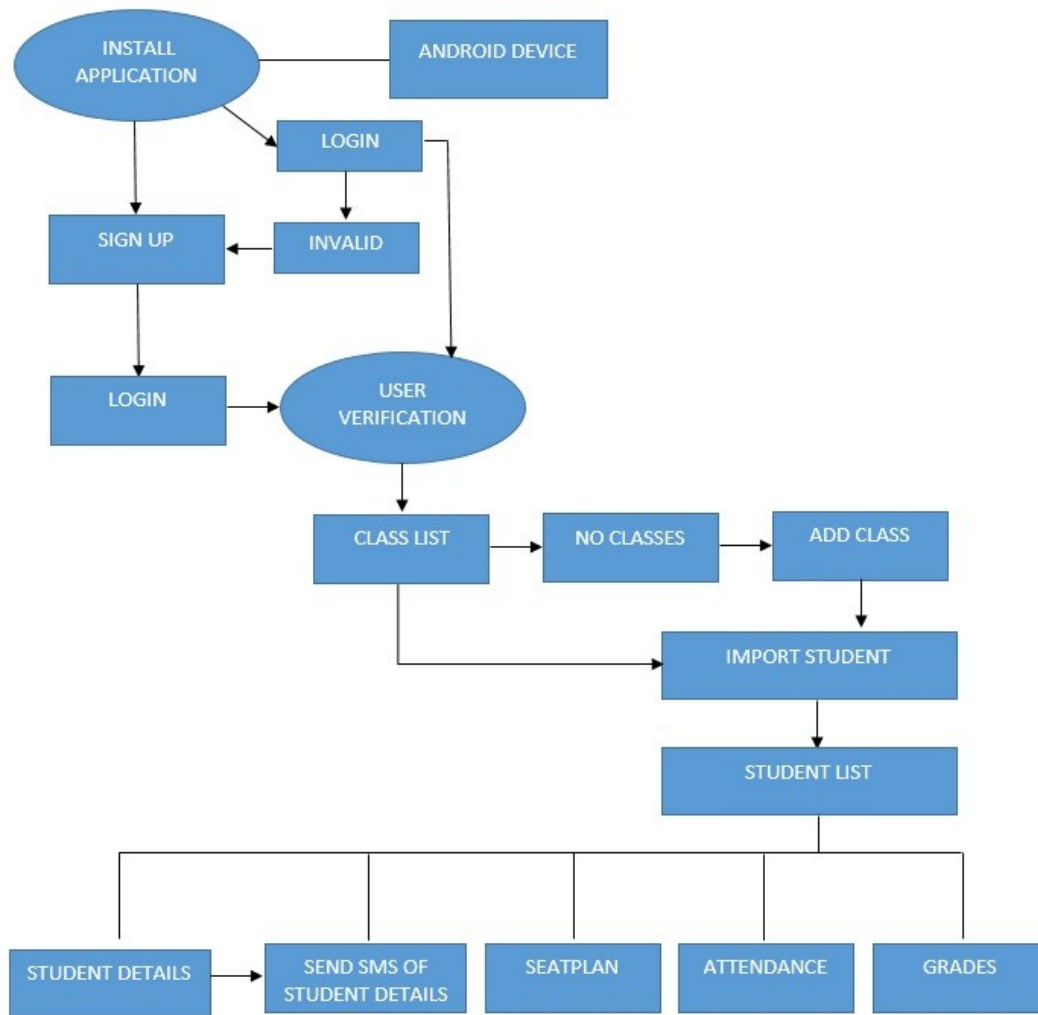 INSTALL
APPLICATION
ANDROID DEVICE
LOGIN
SIGN UP
INVALID
LOGIN
USER
VERIFICATION
CLASS LIST
NO CLASSES
ADD CLASS
IMPORT STUDENT
STUDENT LIST
STUDENT DETAILS
SEND SMS OF
STUDENT DETAILS
SEATPLAN
ATTENDANCE
GRADES